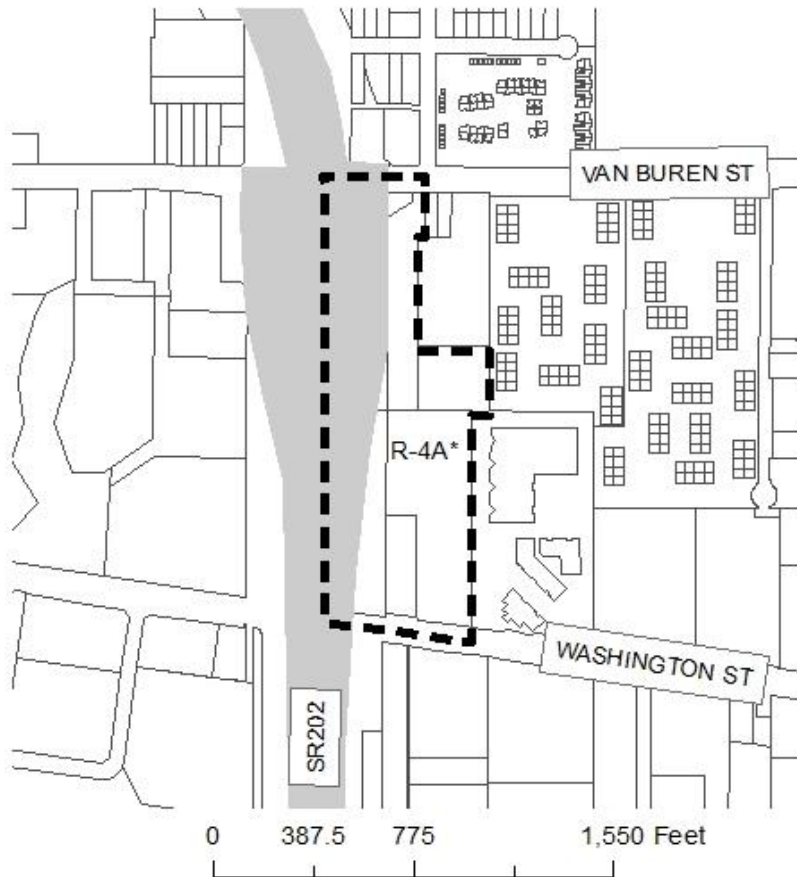 VAN BUREN ST
R-4A*
WASHINGTON ST
SR202
0 387.5 775 1,550 Feet